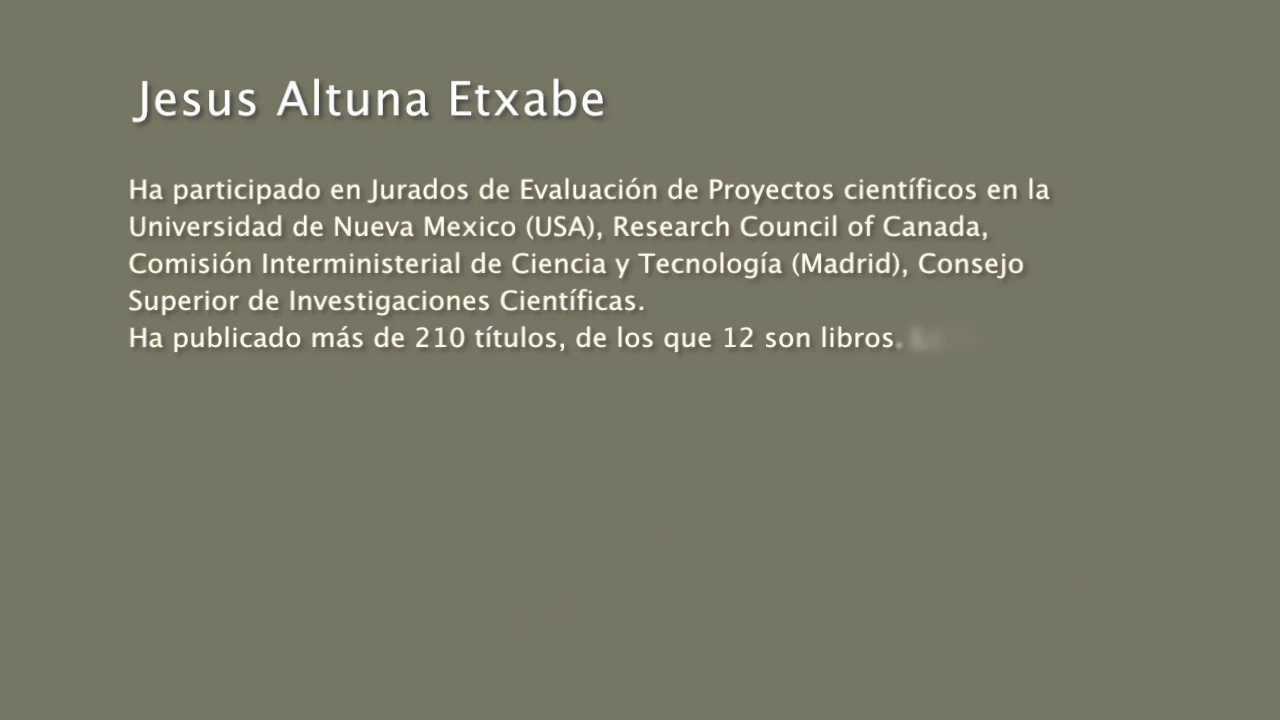 Jesus Altuna Etxabe
Ha participado en Jurados de Evaluación de Proyectos científicos en la
Universidad de Nueva Mexico (USA), Research Council of Canada,
Comisión Interministerial de Ciencia y Tecnología (Madrid), Consejo
Superior de Investigaciones Científicas.
Ha publicado más de 210 títulos, de los que 12 son libros.